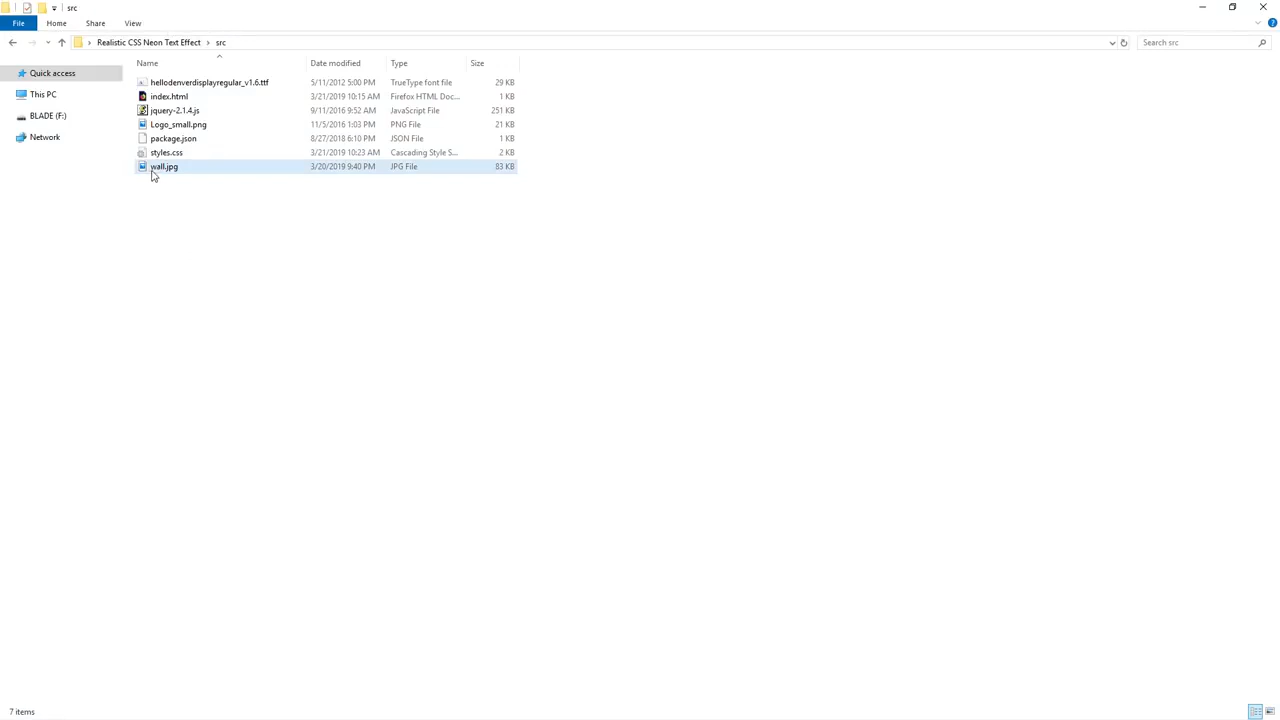 src
File Home Share View
Realistic CSS Neon Text Effect > src Search src
Name Date modified Type Size
Quick access
This PC
BLADE (F:)
Network
hellodenverdisplayregular_v1.6.ttf 5/11/2012 5:00 PM TrueType font file 29 KB
index.html 3/21/2019 10:15 AM Firefox HTML Doc... 1 KB
jquery-2.1.4.js 9/11/2016 9:52 AM JavaScript File 251 KB
Logo_small.png 11/5/2016 1:03 PM PNG File 21 KB
package.json 8/27/2018 6:10 PM JSON File 1 KB
styles.css 3/21/2019 10:23 AM Cascading Style S... 2 KB
wall.jpg 3/20/2019 9:40 PM JPG File 83 KB
7 items